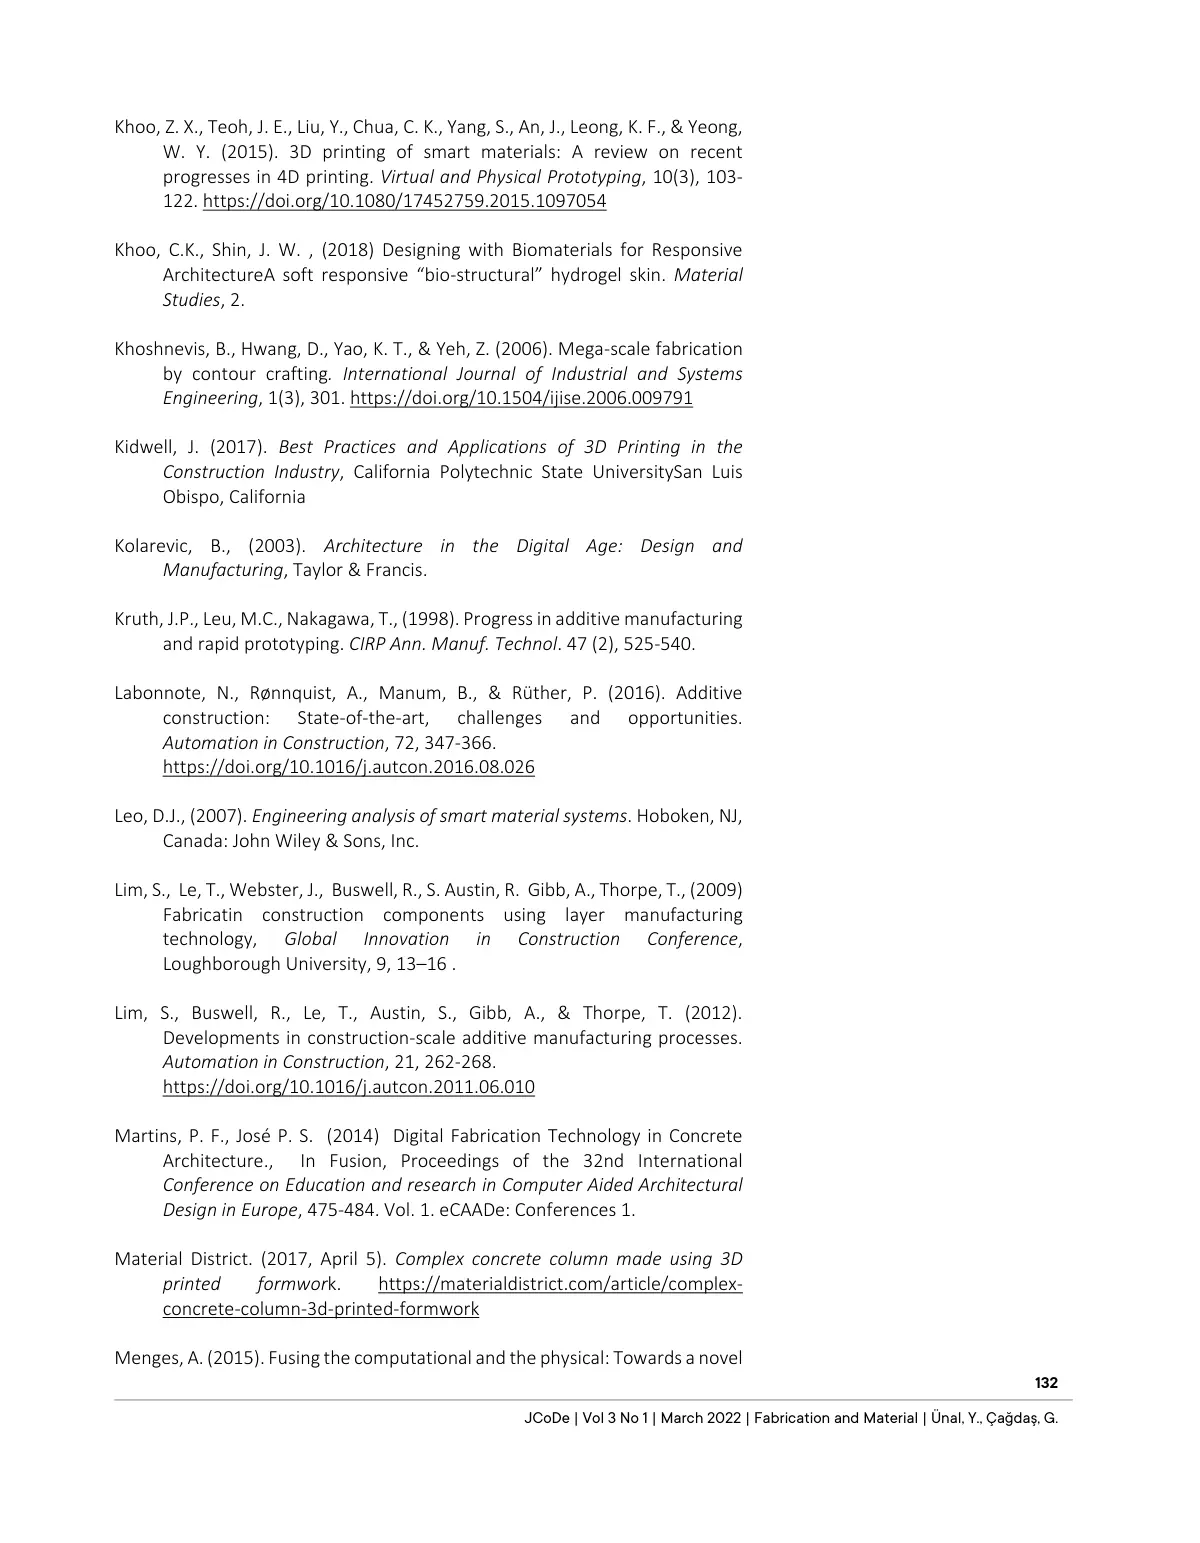 Khoo, Z. X., Teoh, J. E., Liu, Y., Chua, C. K., Yang, S., An, J., Leong, K. F., & Yeong,
W. Y. (2015). 3D printing of smart materials: A review on recent
progresses in 4D printing. Virtual and Physical Prototyping, 10(3), 103-
122. https://doi.org/10.1080/17452759.2015.1097054
Khoo, C.K., Shin, J. W. , (2018) Designing with Biomaterials for Responsive
ArchitectureA soft responsive “bio-structural” hydrogel skin. Material
Studies, 2.
Khoshnevis, B., Hwang, D., Yao, K. T., & Yeh, Z. (2006). Mega-scale fabrication
by contour crafting. International Journal of Industrial and Systems
Engineering, 1(3), 301. https://doi.org/10.1504/ijise.2006.009791
Kidwell, J. (2017). Best Practices and Applications of 3D Printing in the
Construction Industry, California Polytechnic State UniversitySan Luis
Obispo, California
Kolarevic, B., (2003). Architecture in the Digital Age: Design and
Manufacturing, Taylor & Francis.
Kruth, J.P., Leu, M.C., Nakagawa, T., (1998). Progress in additive manufacturing
and rapid prototyping. CIRP Ann. Manuf. Technol. 47 (2), 525-540.
Labonnote, N., Rønnquist, A., Manum, B., & Rüther, P. (2016). Additive
construction: State-of-the-art, challenges and opportunities.
Automation in Construction, 72, 347-366.
https://doi.org/10.1016/j.autcon.2016.08.026
Leo, D.J., (2007). Engineering analysis of smart material systems. Hoboken, NJ,
Canada: John Wiley & Sons, Inc.
Lim, S., Le, T., Webster, J., Buswell, R., S. Austin, R. Gibb, A., Thorpe, T., (2009)
Fabricatin construction components using layer manufacturing
technology, Global Innovation in Construction Conference,
Loughborough University, 9, 13–16 .
Lim, S., Buswell, R., Le, T., Austin, S., Gibb, A., & Thorpe, T. (2012).
Developments in construction-scale additive manufacturing processes.
Automation in Construction, 21, 262-268.
https://doi.org/10.1016/j.autcon.2011.06.010
Martins, P. F., José P. S. (2014) Digital Fabrication Technology in Concrete
Architecture., In Fusion, Proceedings of the 32nd International
Conference on Education and research in Computer Aided Architectural
Design in Europe, 475-484. Vol. 1. eCAADe: Conferences 1.
Material District. (2017, April 5). Complex concrete column made using 3D
printed formwork. https://materialdistrict.com/article/complex-
concrete-column-3d-printed-formwork
Menges, A. (2015). Fusing the computational and the physical: Towards a novel
132
JCoDe | Vol 3 No 1 | March 2022 | Fabrication and Material | Ünal, Y., Çağdaş, G.